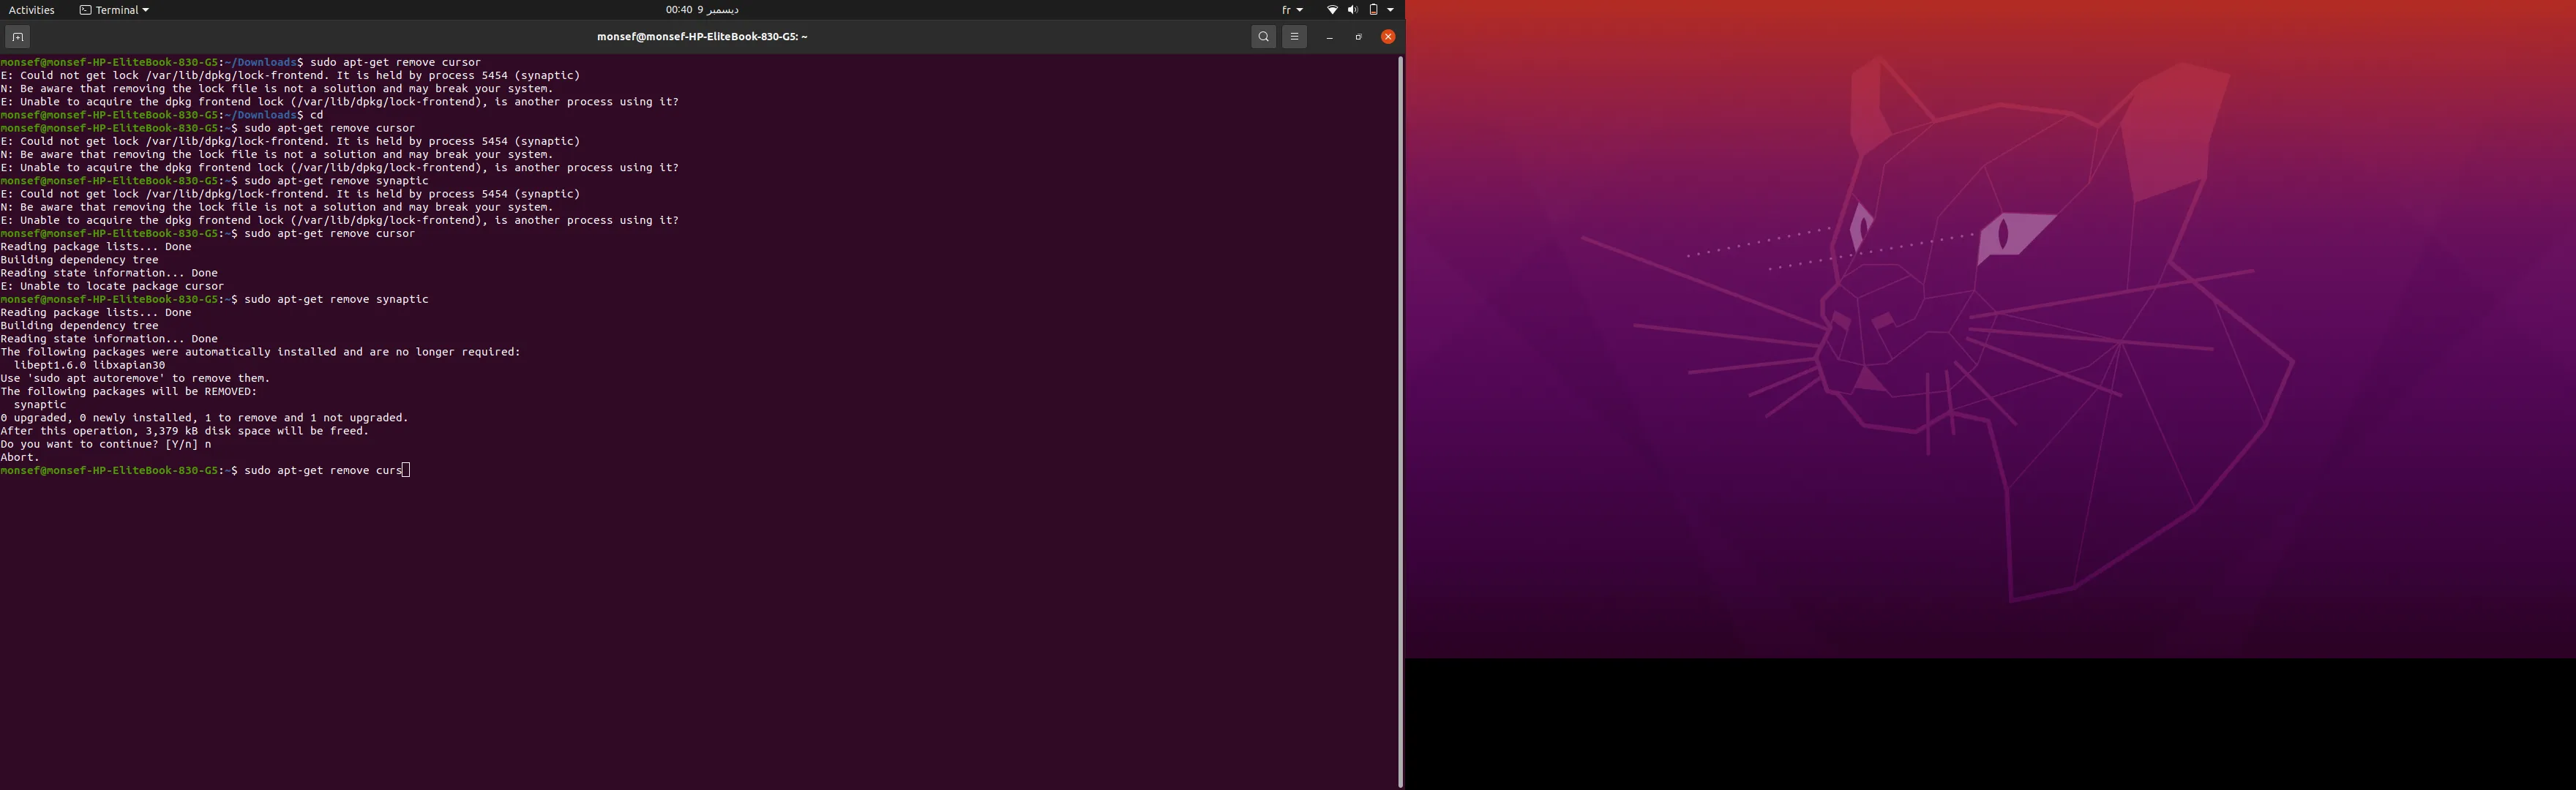 Activities
Terminal
00:40 9 ديسمبر
fr
monsef@monsef-HP-EliteBook-830-G5: ~
monsef@monsef-HP-EliteBook-830-G5:~/Downloads$ sudo apt-get remove cursor
E: Could not get lock /var/lib/dpkg/lock-frontend. It is held by process 5454 (synaptic)
N: Be aware that removing the lock file is not a solution and may break your system.
E: Unable to acquire the dpkg frontend lock (/var/lib/dpkg/lock-frontend), is another process using it?
monsef@monsef-HP-EliteBook-830-G5:~/Downloads$ cd
monsef@monsef-HP-EliteBook-830-G5:~$ sudo apt-get remove cursor
E: Could not get lock /var/lib/dpkg/lock-frontend. It is held by process 5454 (synaptic)
N: Be aware that removing the lock file is not a solution and may break your system.
E: Unable to acquire the dpkg frontend lock (/var/lib/dpkg/lock-frontend), is another process using it?
monsef@monsef-HP-EliteBook-830-G5:~$ sudo apt-get remove synaptic
E: Could not get lock /var/lib/dpkg/lock-frontend. It is held by process 5454 (synaptic)
N: Be aware that removing the lock file is not a solution and may break your system.
E: Unable to acquire the dpkg frontend lock (/var/lib/dpkg/lock-frontend), is another process using it?
monsef@monsef-HP-EliteBook-830-G5:~$ sudo apt-get remove cursor
Reading package lists... Done
Building dependency tree
Reading state information... Done
E: Unable to locate package cursor
monsef@monsef-HP-EliteBook-830-G5:~$ sudo apt-get remove synaptic
Reading package lists... Done
Building dependency tree
Reading state information... Done
The following packages were automatically installed and are no longer required:
  libept1.6.0 libxapian30
Use 'sudo apt autoremove' to remove them.
The following packages will be REMOVED:
  synaptic
0 upgraded, 0 newly installed, 1 to remove and 1 not upgraded.
After this operation, 3,379 kB disk space will be freed.
Do you want to continue? [Y/n] n
Abort.
monsef@monsef-HP-EliteBook-830-G5:~$ sudo apt-get remove curs